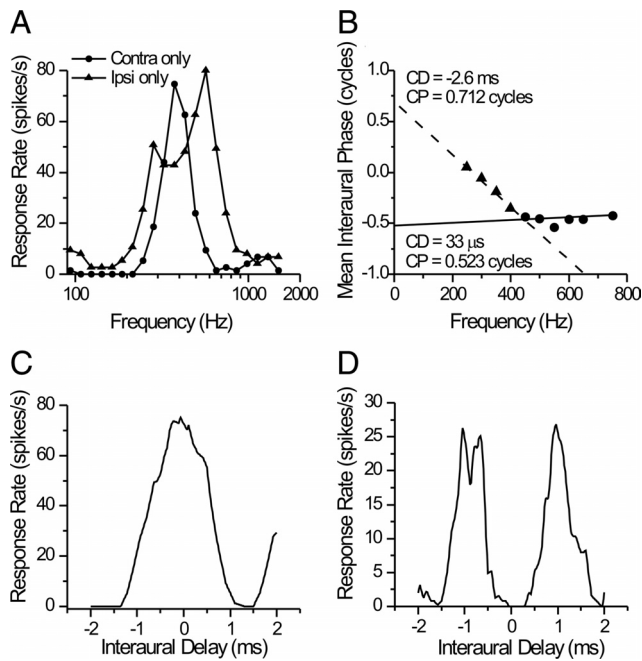 A
Contra only
Ipsi only
Response Rate (spikes/s)
80
60
40
20
0
100
1000
2000
Frequency (Hz)
B
CD = -2.6 ms
CP = 0.712 cycles
Mean Interaural Phase (cycles)
1.0
0.5
0.0
-0.5
-1.0
CD = 33 μs
CP = 0.523 cycles
0
200
400
600
800
Frequency (Hz)
C
Response Rate (spikes/s)
80
60
40
20
0
-2
-1
0
1
2
Interaural Delay (ms)
D
Response Rate (spikes/s)
30
25
20
15
10
5
0
-2
-1
0
1
2
Interaural Delay (ms)